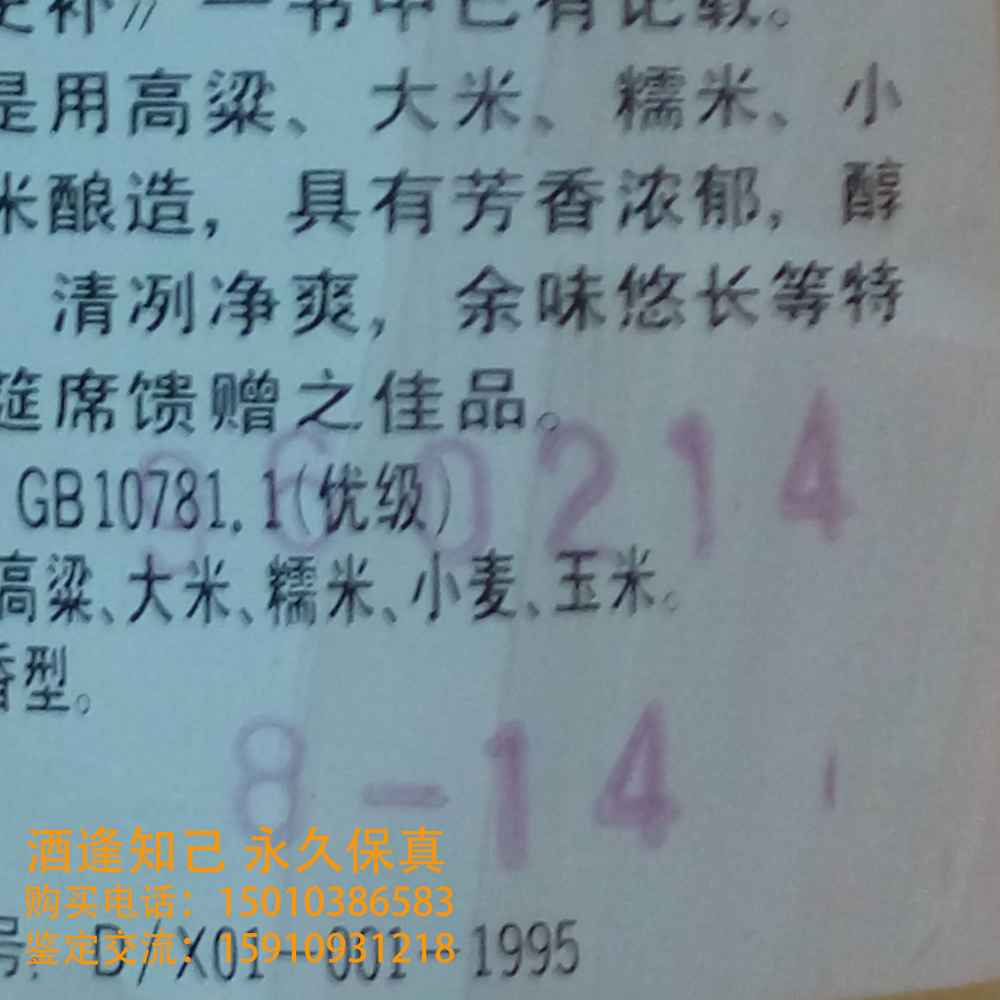 史补》一书中已有记载。
是用高粱、大米、糯米、小
米酿造，具有芳香浓郁，醇
清冽净爽，余味悠长等特
筵席馈赠之佳品。
960214
GB10781.1(优级)
高粱、大米、糯米、小麦、玉米。
香型。
8-14
酒逢知己 永久保真
购买电话：15010386583
鉴定交流：15910931218
号：D/X01-001-1995